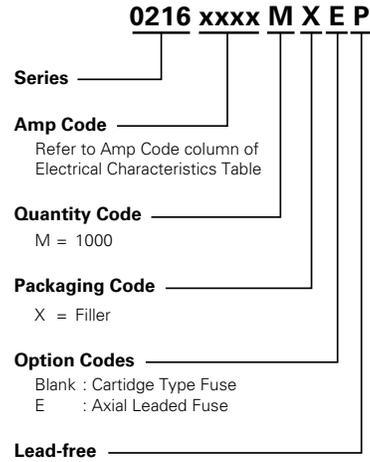 0216 xxxx M X E P
Series
Amp Code
Refer to Amp Code column of
Electrical Characteristics Table
Quantity Code
M = 1000
Packaging Code
X = Filler
Option Codes
Blank : Cartidge Type Fuse
E : Axial Leaded Fuse
Lead-free